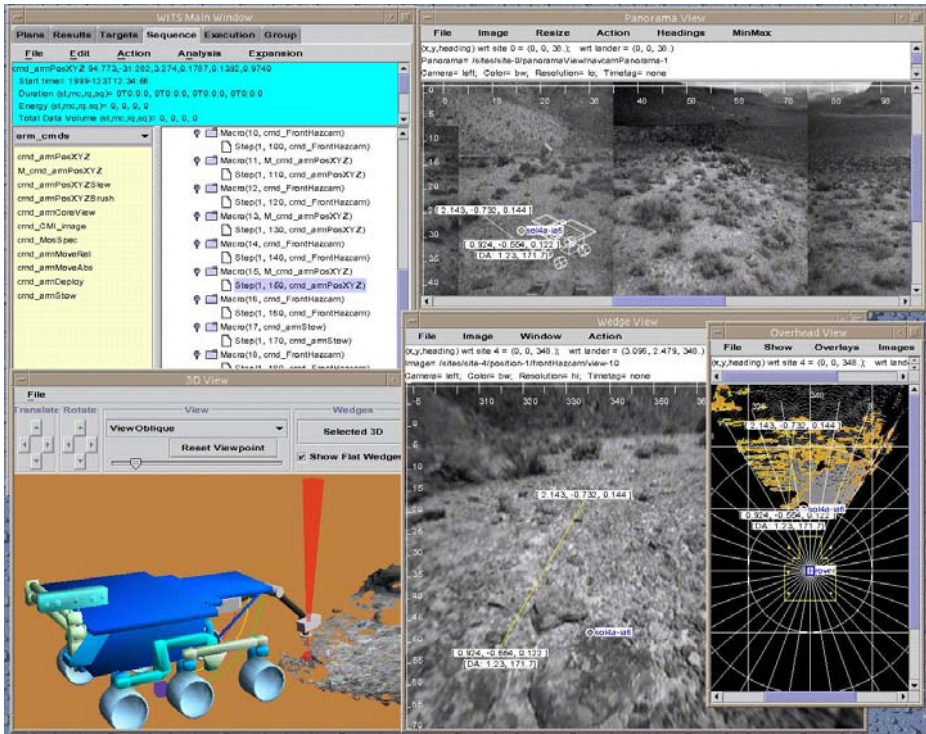 WITS Main Window
Plans Results Targets Sequence Execution Group
File Edit Action Analysis Expansion
Start time= 1999-123T12:34:56
Duration (st,mc,rq,sq)= 0T0:0:0, 0T0:0:0, 0T0:0:0, 0T0:0:0
Energy (st,mc,rq,sq)= 0, 0, 0, 0
Total Data Volume (st,mc,rq,sq)= 0, 0, 0, 0
arm_cmds
cmd_armPosXYZ
M_cmd_armPosXYZ
cmd_armPosXYZSlew
cmd_armPosXYZBrush
cmd_armCoreView
cmd_CMI_Image
cmd_MosSpec
cmd_armMoveRel
cmd_armMoveAbs
cmd_armDeploy
cmd_armStow
Macro(10, cmd_FrontHazcam)
Step(1, 100, cmd_FrontHazcam)
Macro(11, M_cmd_armPosXYZ)
Step(1, 110, cmd_armPosXYZ)
Macro(12, cmd_FrontHazcam)
Step(1, 120, cmd_FrontHazcam)
Macro(13, M_cmd_armPosXYZ)
Step(1, 130, cmd_armPosXYZ)
Macro(14, cmd_FrontHazcam)
Step(1, 140, cmd_FrontHazcam)
Macro(15, M_cmd_armPosXYZ)
Step(1, 150, cmd_armPosXYZ)
Macro(16, cmd_FrontHazcam)
Step(1, 160, cmd_FrontHazcam)
Macro(17, cmd_armStow)
Step(1, 170, cmd_armStow)
Macro(18, cmd_FrontHazcam)
Panorama View
File Image Resize Action Headings MinMax
(x,y,heading) wrt site 0 = (0, 0, 38.); wrt lander = (0, 0, 38.)
Panorama= /sites/site-0/panoramaView/navcamPanorama-1
Camera= left; Color= bw; Resolution= lo; Timetag= none
0 10 20 30 40 50 60 70 80 90
[ 2.143, -0.732, 0.144 ]
sol4a-ia6
[ 0.924, -0.554, 0.122 ]
[DA: 1.23, 171.7]
3D View
File
Translate Rotate View Wedges
ViewOblique
Selected 3D
Reset Viewpoint
Show Flat Wedges
Wedge View
File Image Window Action
(x,y,heading) wrt site 4 = (0, 0, 348.); wrt lander = (3.095, 2.479, 348.)
Image= /sites/site-4/position-1/frontHazcam/view-10
Camera= left; Color= bw; Resolution= hi; Timetag= none
310 320 330 340 350
[ 2.143, -0.732, 0.144 ]
sol4a-ia6
[ 0.924, -0.554, 0.122 ]
[DA: 1.23, 171.7]
Overhead View
File Show Overlays Images
(x,y,heading) wrt site 4 = (0, 0, 348.); wrt land
340
[ 2.143, -0.732, 0.144 ]
sol4a-ia6
[ 0.924, -0.554, 0.122 ]
[DA: 1.23, 171.7]
rover